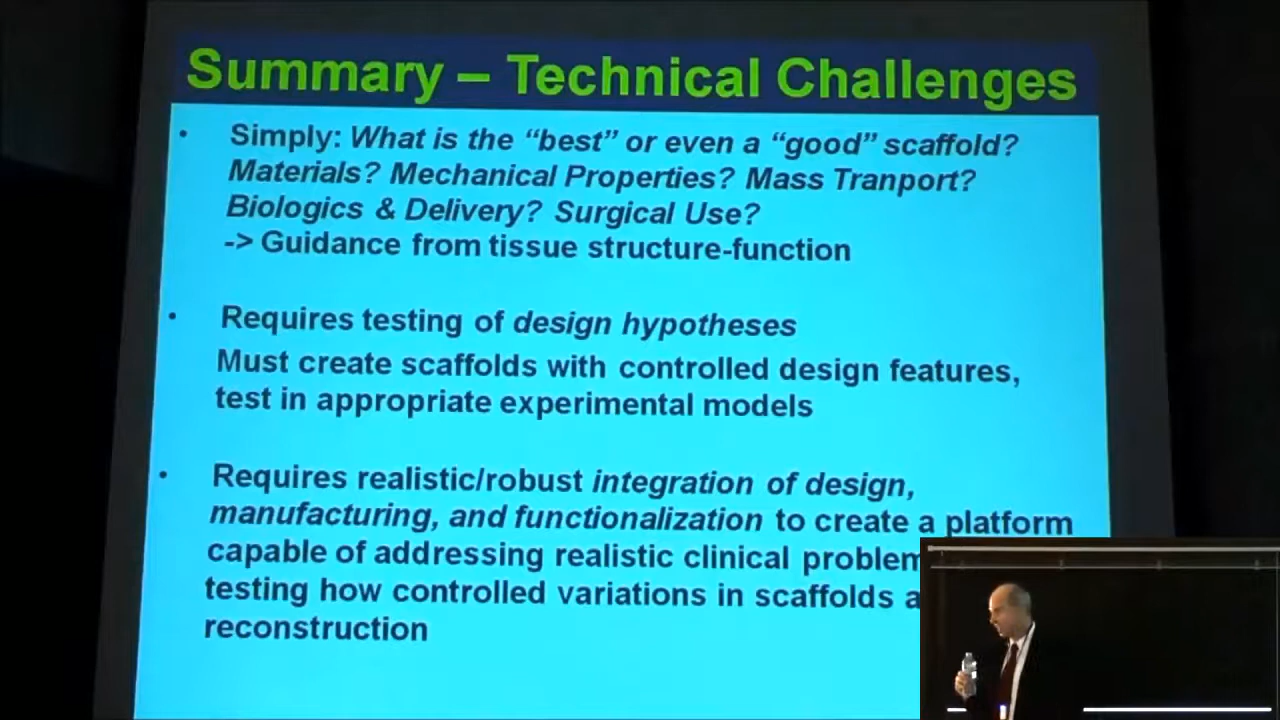 Summary – Technical Challenges
• Simply: What is the “best” or even a “good” scaffold?
Materials? Mechanical Properties? Mass Tranport?
Biologics & Delivery? Surgical Use?
-> Guidance from tissue structure-function
• Requires testing of design hypotheses
Must create scaffolds with controlled design features,
test in appropriate experimental models
• Requires realistic/robust integration of design,
manufacturing, and functionalization to create a platform
capable of addressing realistic clinical
testing how controlled variations in scaffolds
reconstruction